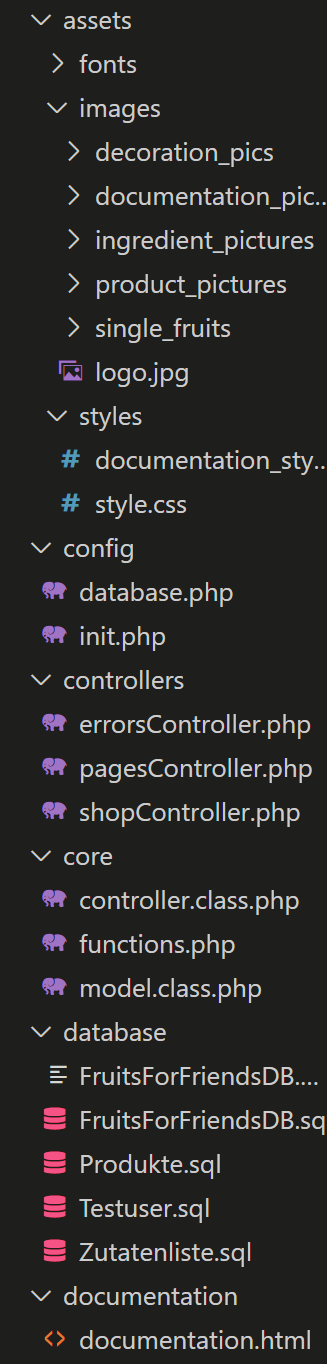 assets
fonts
images
decoration_pics
documentation_pic...
ingredient_pictures
product_pictures
single_fruits
logo.jpg
styles
documentation_sty...
style.css
config
database.php
init.php
controllers
errorsController.php
pagesController.php
shopController.php
core
controller.class.php
functions.php
model.class.php
database
FruitsForFriendsDB....
FruitsForFriendsDB.sq
Produkte.sql
Testuser.sql
Zutatenliste.sql
documentation
documentation.html